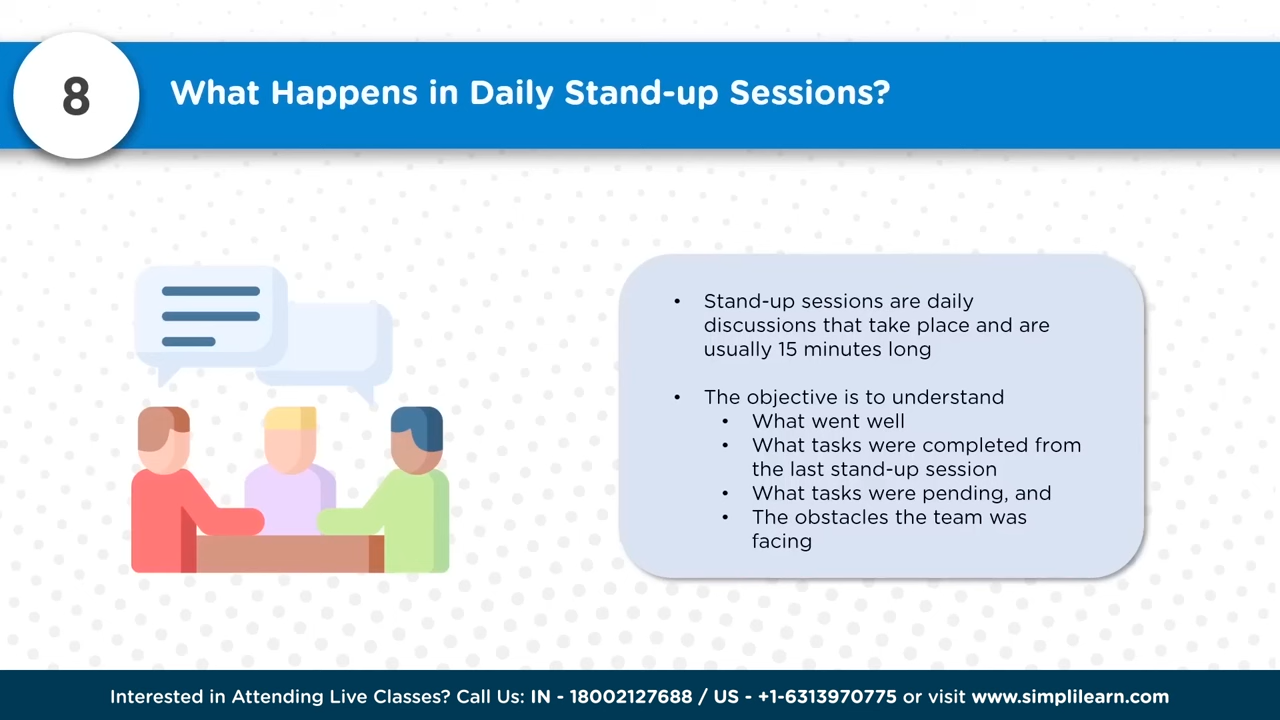 8
What Happens in Daily Stand-up Sessions?
• Stand-up sessions are daily
discussions that take place and are
usually 15 minutes long
• The objective is to understand
• What went well
• What tasks were completed from
the last stand-up session
• What tasks were pending, and
• The obstacles the team was
facing
Interested in Attending Live Classes? Call Us: IN - 18002127688 / US - +1-6313970775 or visit www.simplilearn.com